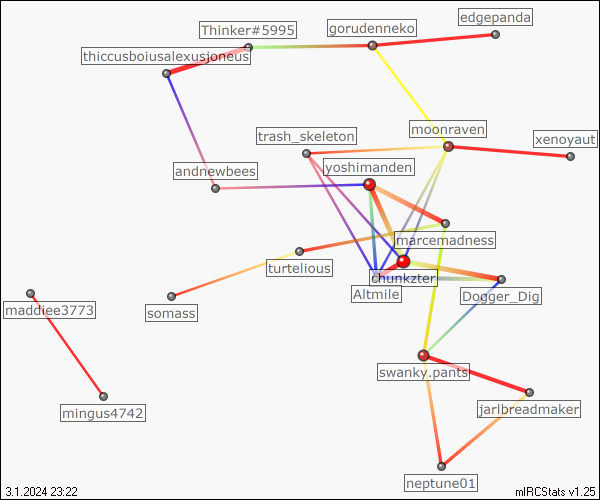 edgepanda
Thinker#5995
gorudenneko
thiccusboiusalexusjoneus
moonraven
trash_skeleton
xenoyaut
andnewbees
yoshimanden
marcemadness
turtelious
chunkzter
Altmile
Dogger_Dig
maddiee3773
somass
swanky.pants
mingus4742
jarlbreadmaker
neptune01
3.1.2024 23:22
mIRCStats v1.25